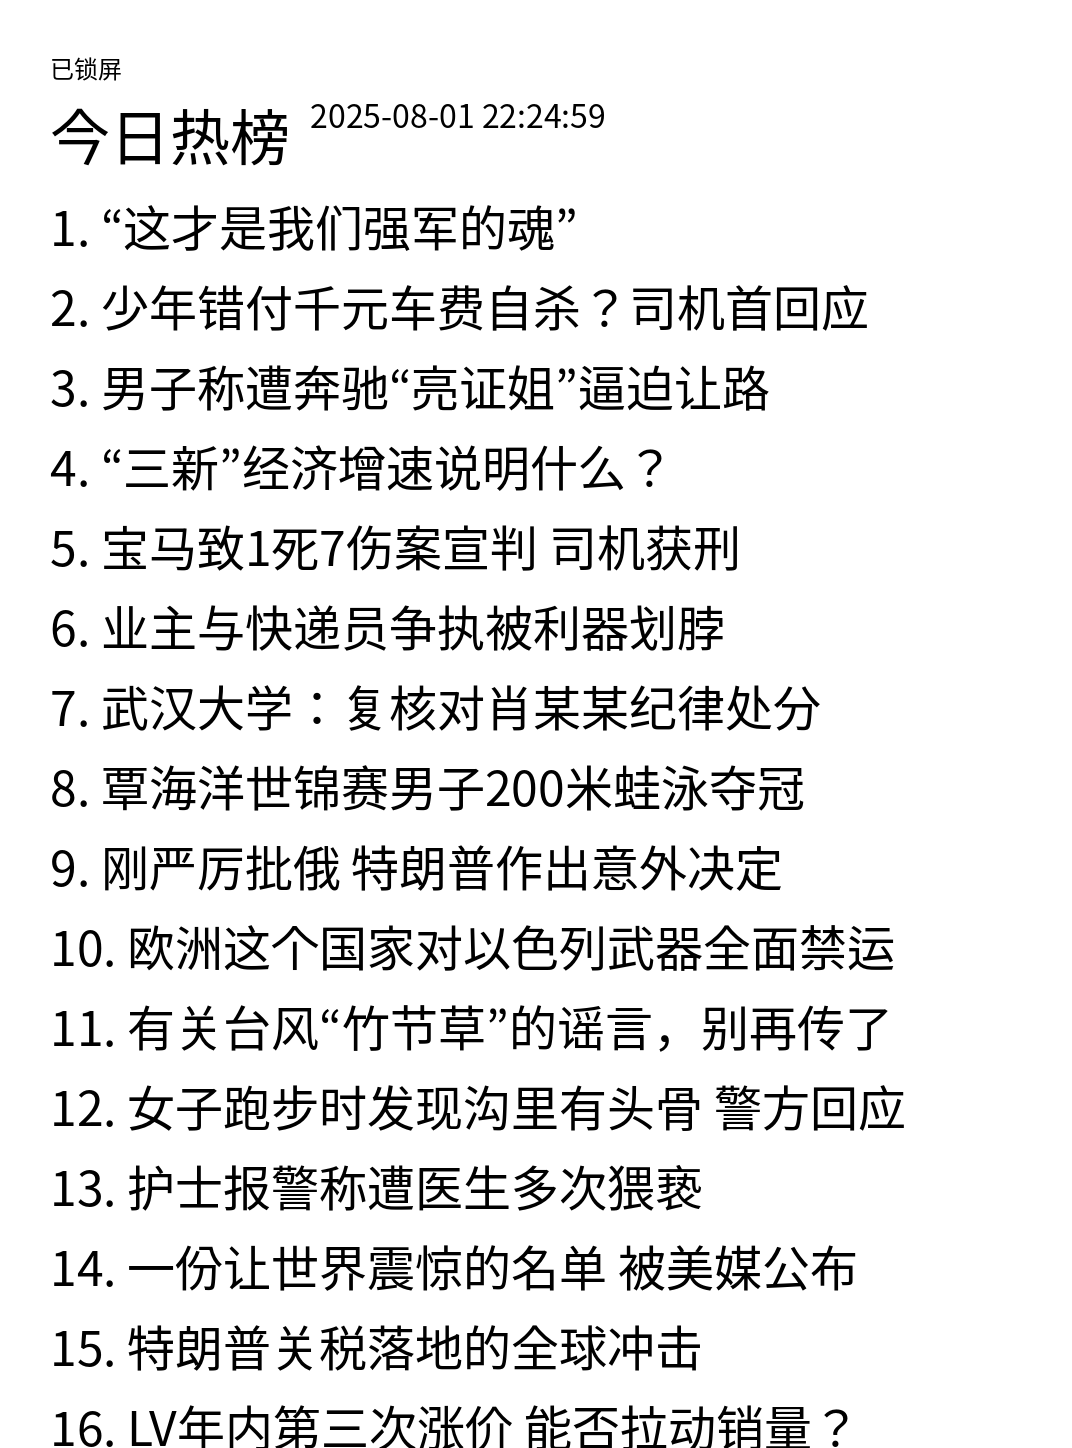 已锁屏
今日热榜 2025-08-01 22:24:59
1. “这才是我们强军的魂”
2. 少年错付千元车费自杀？司机首回应
3. 男子称遭奔驰“亮证姐”逼迫让路
4. “三新”经济增速说明什么？
5. 宝马致1死7伤案宣判 司机获刑
6. 业主与快递员争执被利器划脖
7. 武汉大学：复核对肖某某纪律处分
8. 覃海洋世锦赛男子200米蛙泳夺冠
9. 刚严厉批俄 特朗普作出意外决定
10. 欧洲这个国家对以色列武器全面禁运
11. 有关台风“竹节草”的谣言，别再传了
12. 女子跑步时发现沟里有头骨 警方回应
13. 护士报警称遭医生多次猥亵
14. 一份让世界震惊的名单 被美媒公布
15. 特朗普关税落地的全球冲击
16. LV年内第三次涨价 能否拉动销量？